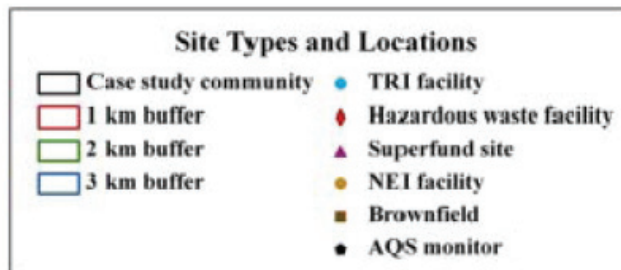 Site Types and Locations
Case study community
1 km buffer
2 km buffer
3 km buffer
TRI facility
Hazardous waste facility
Superfund site
NEI facility
Brownfield
AQS monitor